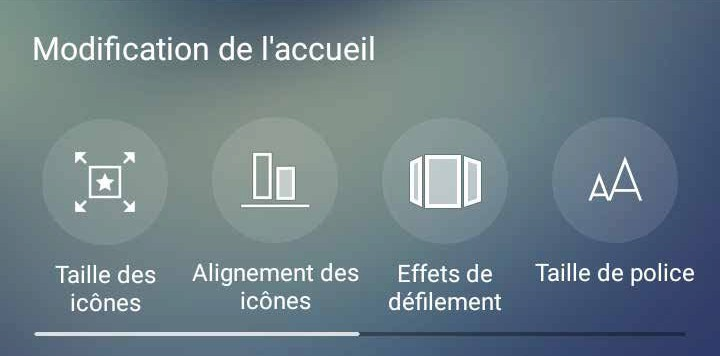 Modification de l'accueil
Taille des
icônes
Alignement des
icônes
Effets de
défilement
Taille de police